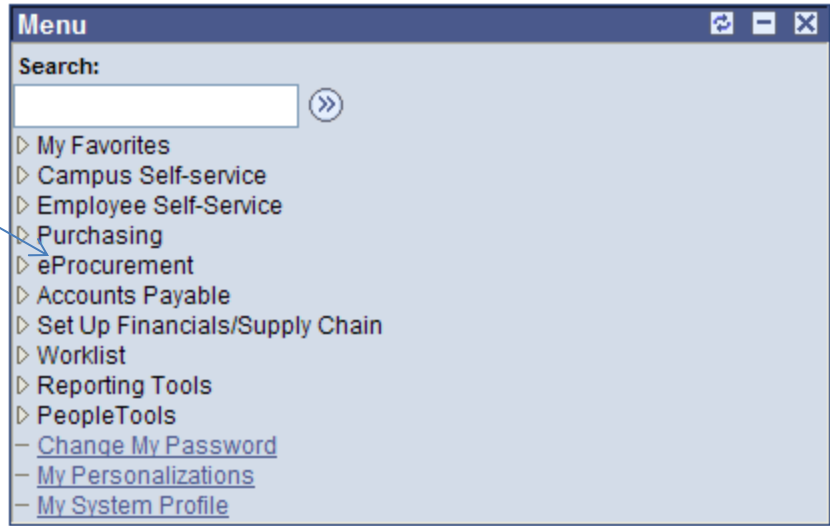 Menu
Search:
My Favorites
Campus Self-service
Employee Self-Service
Purchasing
eProcurement
Accounts Payable
Set Up Financials/Supply Chain
Worklist
Reporting Tools
PeopleTools
Change My Password
My Personalizations
My System Profile